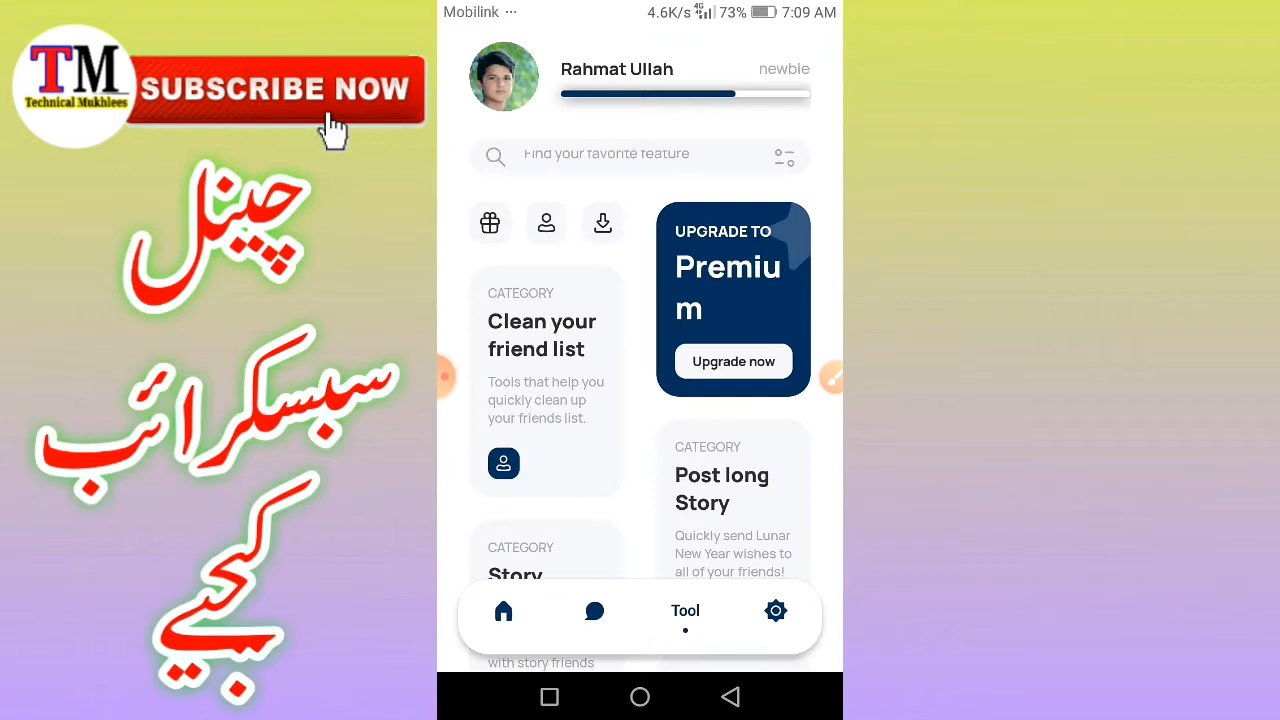 TM
Technical Mukhlees
SUBSCRIBE NOW
چینل
سبسکرائب
کیجیے
Mobilink ...
4.6K/s 4G 73% 7:09 AM
Rahmat Ullah
newbie
Find your favorite feature
UPGRADE TO
Premiu
m
Upgrade now
CATEGORY
Clean your
friend list
Tools that help you
quickly clean up
your friends list.
CATEGORY
Post long
Story
Quickly send Lunar
New Year wishes to
all of your friends!
CATEGORY
Story
with story friends
Tool